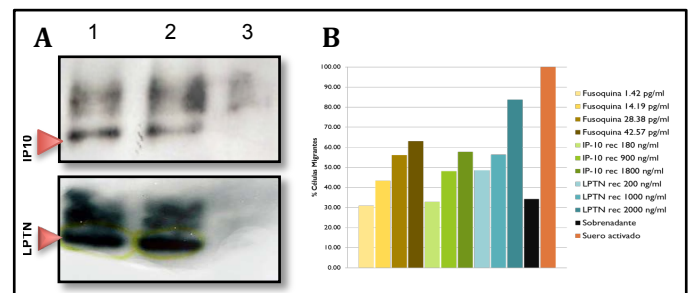 A
1 2 3
IP10
LPTN
B
100.00
90.00
80.00
70.00
60.00
50.00
40.00
30.00
20.00
10.00
0.00
% Células Migrantes
Fusoquina 1.42 pg/ml
Fusoquina 14.19 pg/ml
Fusoquina 28.38 pg/ml
Fusoquina 42.57 pg/ml
IP-10 rec 180 ng/ml
IP-10 rec 900 ng/ml
IP-10 rec 1800 ng/ml
LPTN rec 200 ng/ml
LPTN rec 1000 ng/ml
LPTN rec 2000 ng/ml
Sobrenadante
Suero activado